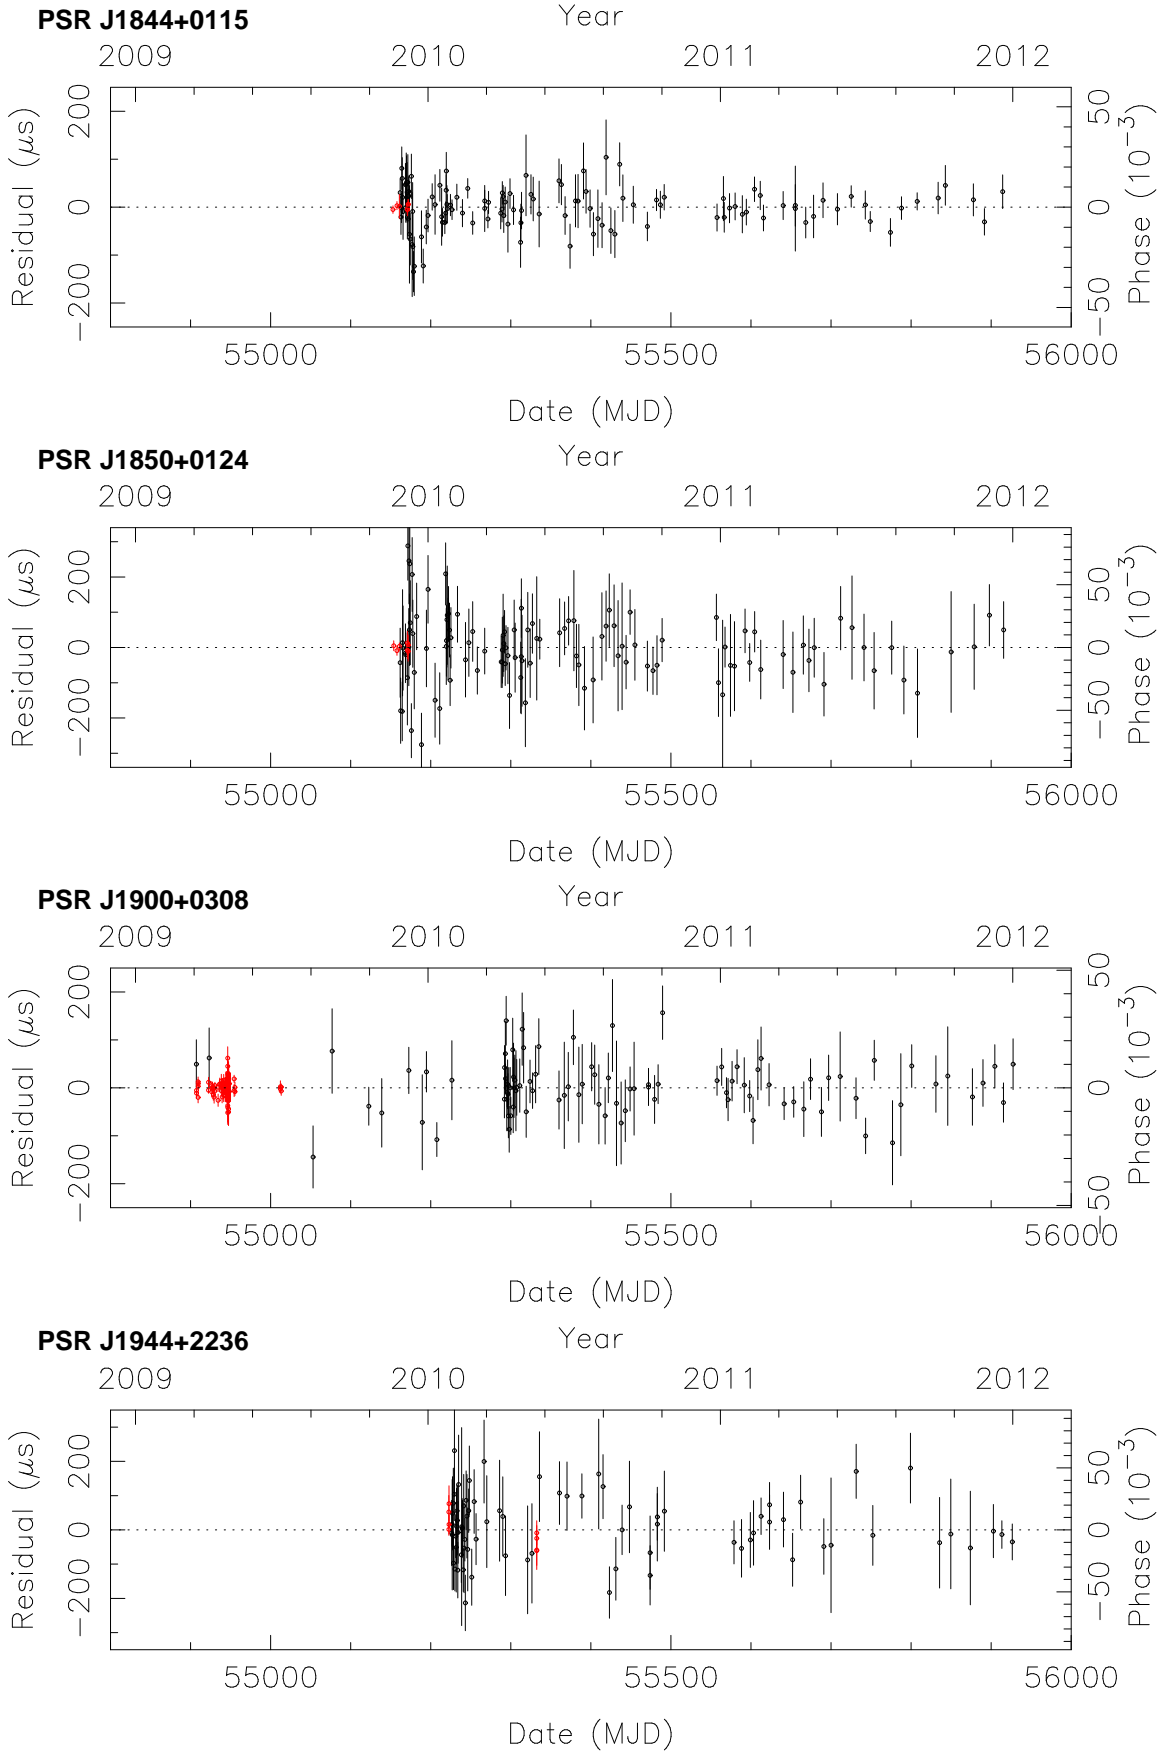 PSR J1844+0115
Year
2009 2010 2011 2012
Residual (μs)
200 0 −200
50 0 −50
Phase (10⁻³)
55000 55500 56000
Date (MJD)
PSR J1850+0124
Year
2009 2010 2011 2012
Residual (μs)
200 0 −200
50 0 −50
Phase (10⁻³)
55000 55500 56000
Date (MJD)
PSR J1900+0308
Year
2009 2010 2011 2012
Residual (μs)
200 0 −200
50 0 −50
Phase (10⁻³)
55000 55500 56000
Date (MJD)
PSR J1944+2236
Year
2009 2010 2011 2012
Residual (μs)
200 0 −200
50 0 −50
Phase (10⁻³)
55000 55500 56000
Date (MJD)